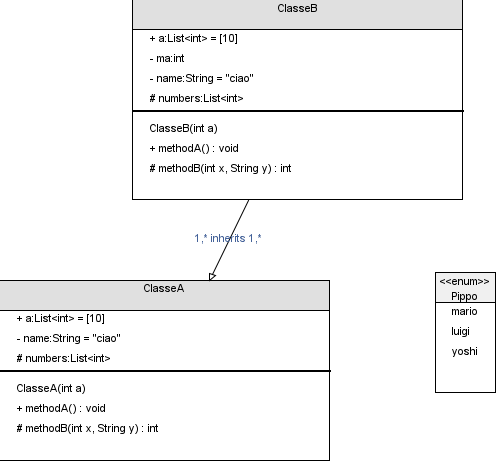 ClasseB
+ a:List<int> = [10]
- ma:int
- name:String = "ciao"
# numbers:List<int>
ClasseB(int a)
+ methodA() : void
# methodB(int x, String y) : int
1,* inherits 1,*
ClasseA
+ a:List<int> = [10]
- name:String = "ciao"
# numbers:List<int>
ClasseA(int a)
+ methodA() : void
# methodB(int x, String y) : int
<<enum>>
Pippo
mario
luigi
yoshi